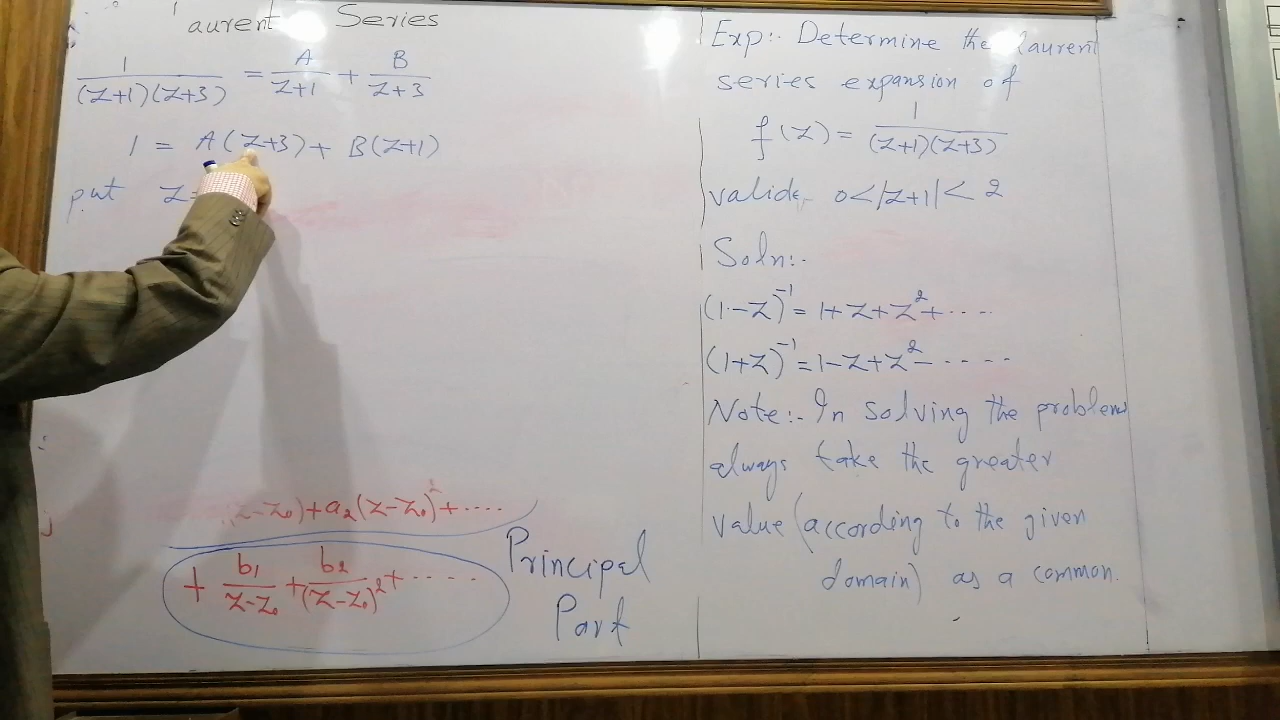 aurent Series
1/(z+1)(z+3) = A/z+1 + B/z+3
1 = A(z+3)+ B(z+1)
put z=
(z-z₀)+a₂(z-z₀)²+....
+ b₁/z-z₀ +b₂/(z-z₀)²+.....
Principal
Part
Exp:- Determine the Laurent
series expansion of
f(z)= 1/(z+1)(z+3)
valid 0<|z+1|< 2
Soln:-
(1-z)⁻¹= 1+z+z²+....
(1+z)⁻¹=1-z+z²-.....
Note:- In solving the problem
always take the greater
value (according to the given
domain) as a common.